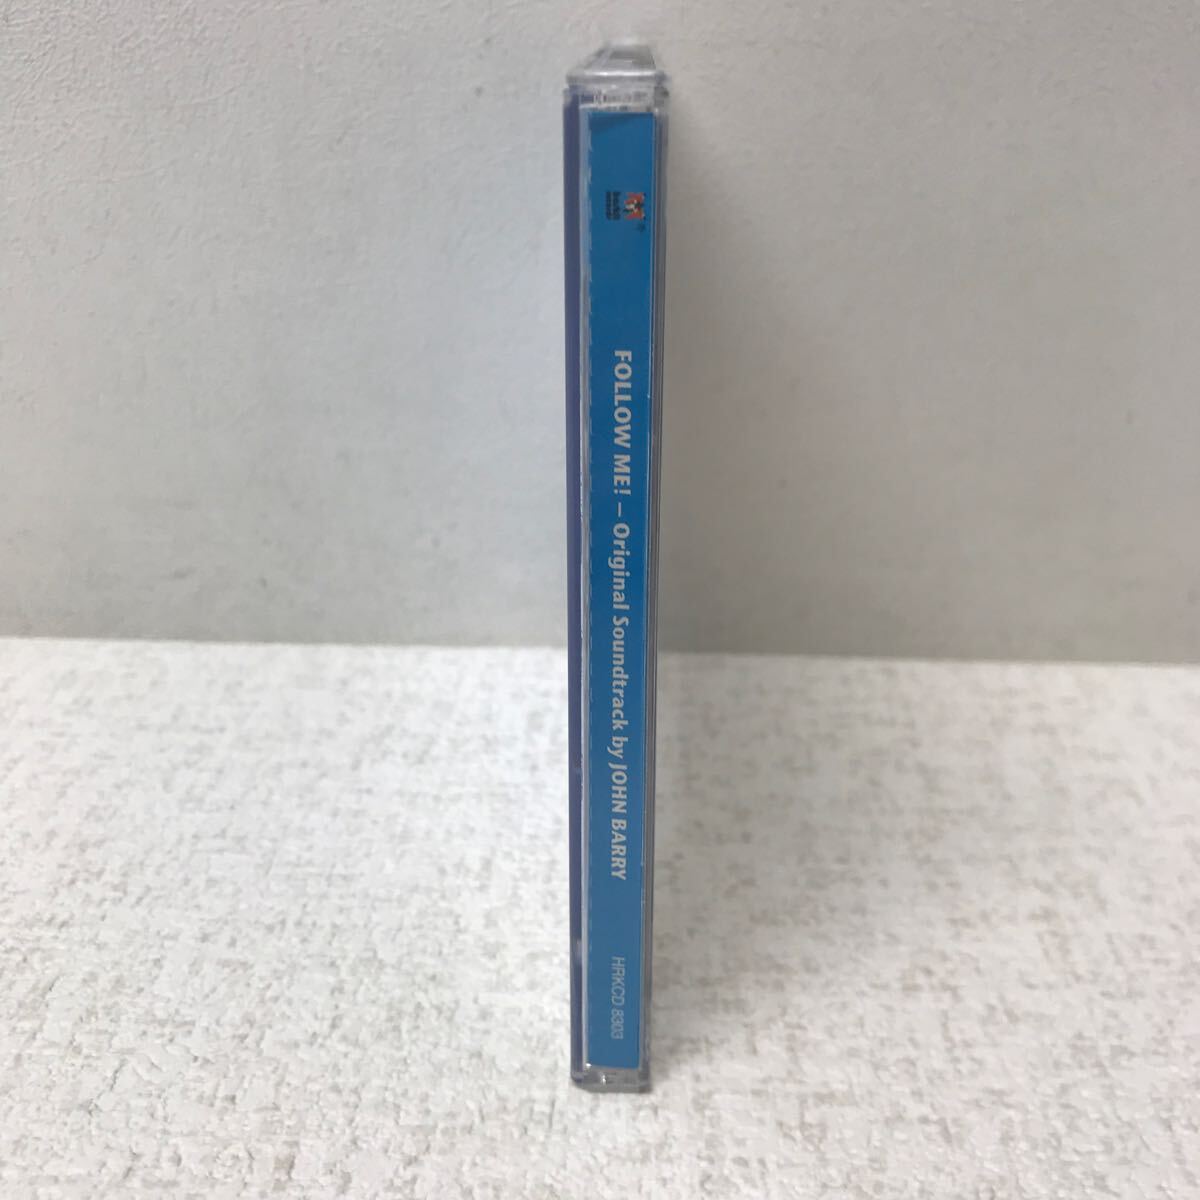 FOLLOW ME! – Original Soundtrack by JOHN BARRY
HRKCD 8303